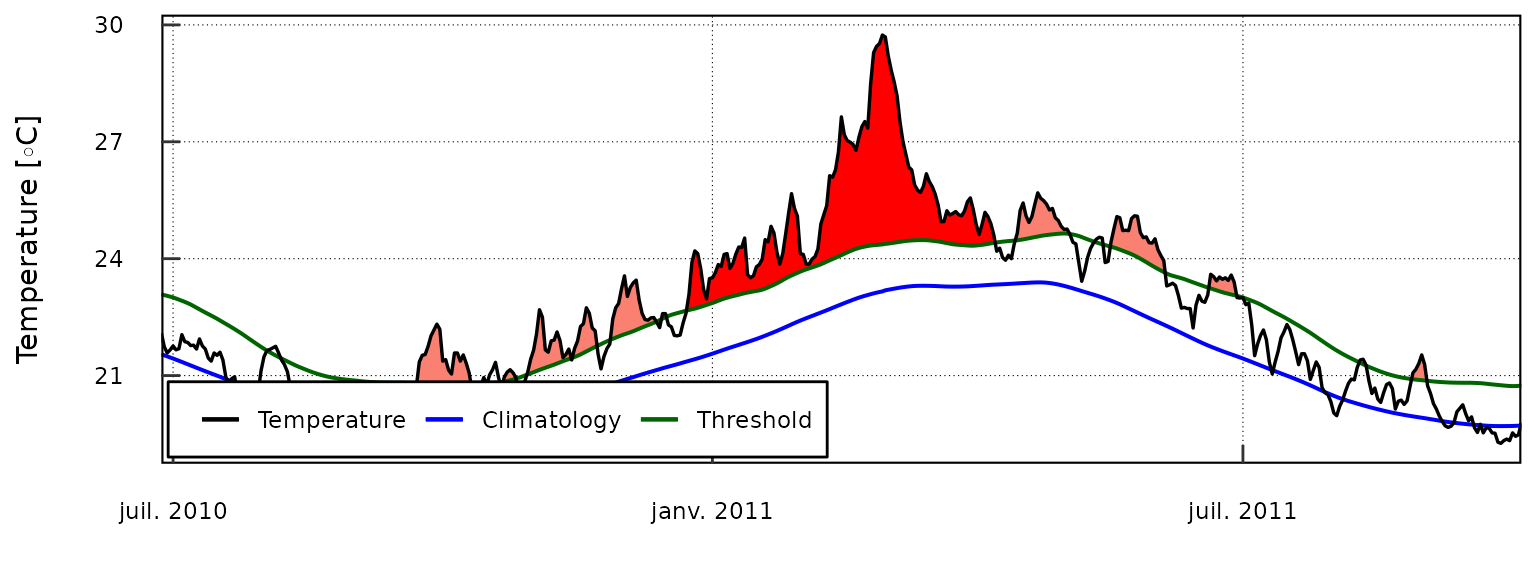 Temperature [◦C]
30
27
24
21
Temperature Climatology Threshold
juil. 2010 janv. 2011 juil. 2011